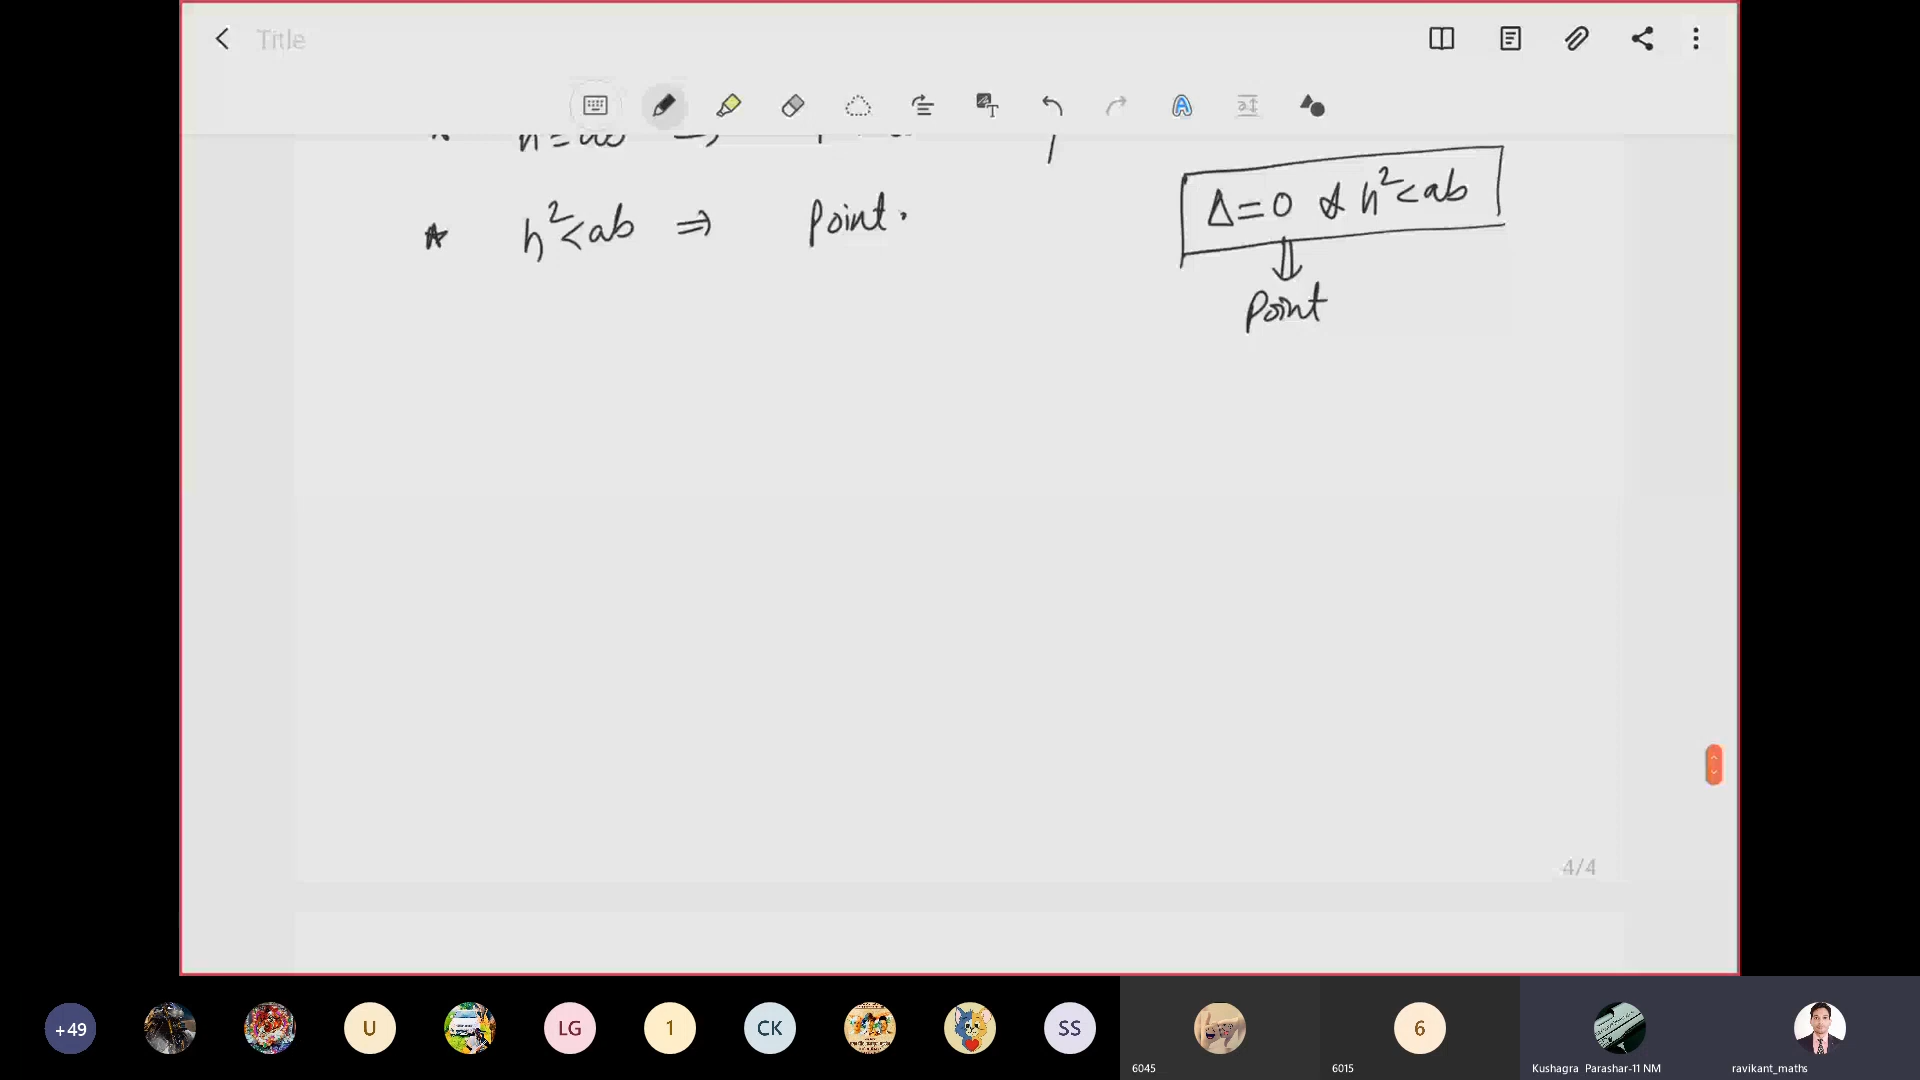 Title
h² < ab ⇒ Point.
Δ = 0 & h² < ab
⇓
Point
4/4
+49
U
LG
1
CK
SS
6
6045
6015
Kushagra Parashar-11 NM
ravikant_maths